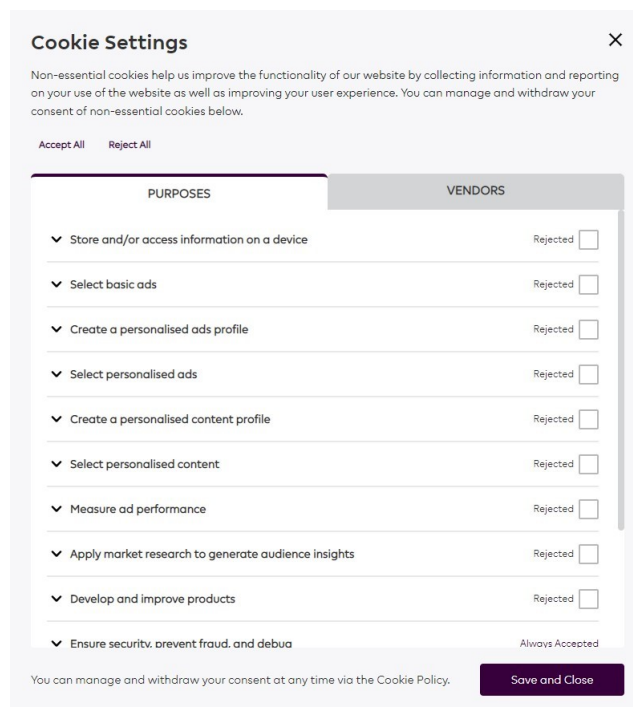 Cookie Settings
Non-essential cookies help us improve the functionality of our website by collecting information and reporting
on your use of the website as well as improving your user experience. You can manage and withdraw your
consent of non-essential cookies below.
Accept All Reject All
PURPOSES VENDORS
Store and/or access information on a device Rejected
Select basic ads Rejected
Create a personalised ads profile Rejected
Select personalised ads Rejected
Create a personalised content profile Rejected
Select personalised content Rejected
Measure ad performance Rejected
Apply market research to generate audience insights Rejected
Develop and improve products Rejected
Ensure security, prevent fraud, and debug Always Accepted
You can manage and withdraw your consent at any time via the Cookie Policy. Save and Close